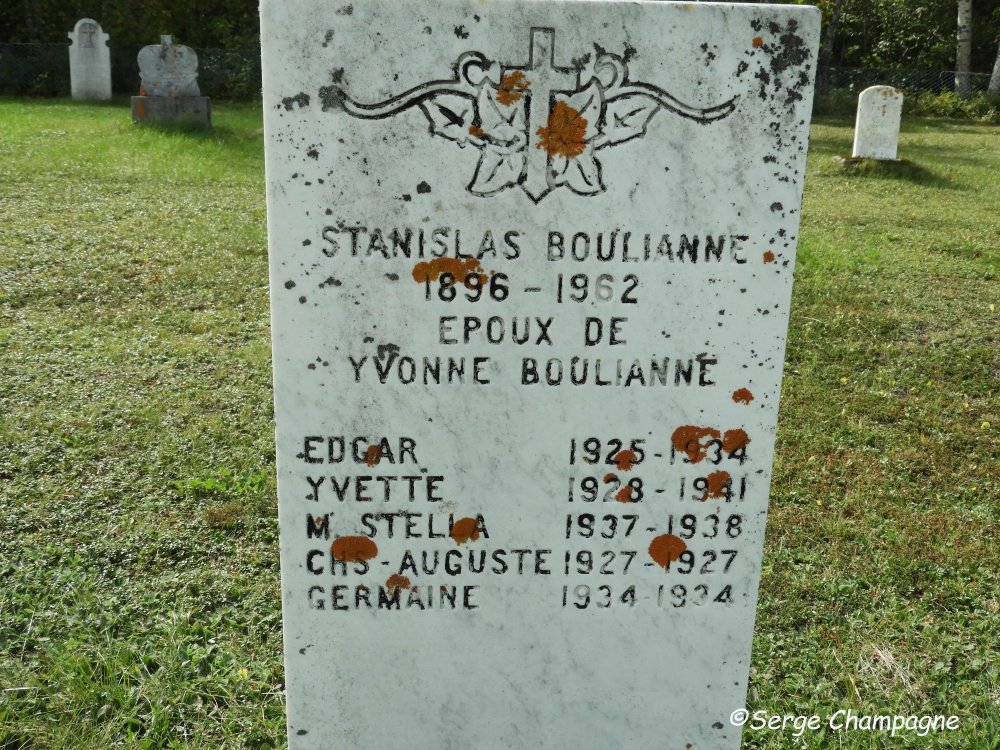 STANISLAS BOULIANNE
1896 - 1962
EPOUX DE
YVONNE BOULIANNE
EDGAR 1925 - 1934
YVETTE 1928 - 1941
M. STELLA 1937 - 1938
CHS - AUGUSTE 1927 - 1927
GERMAINE 1934 - 1934
©Serge Champagne